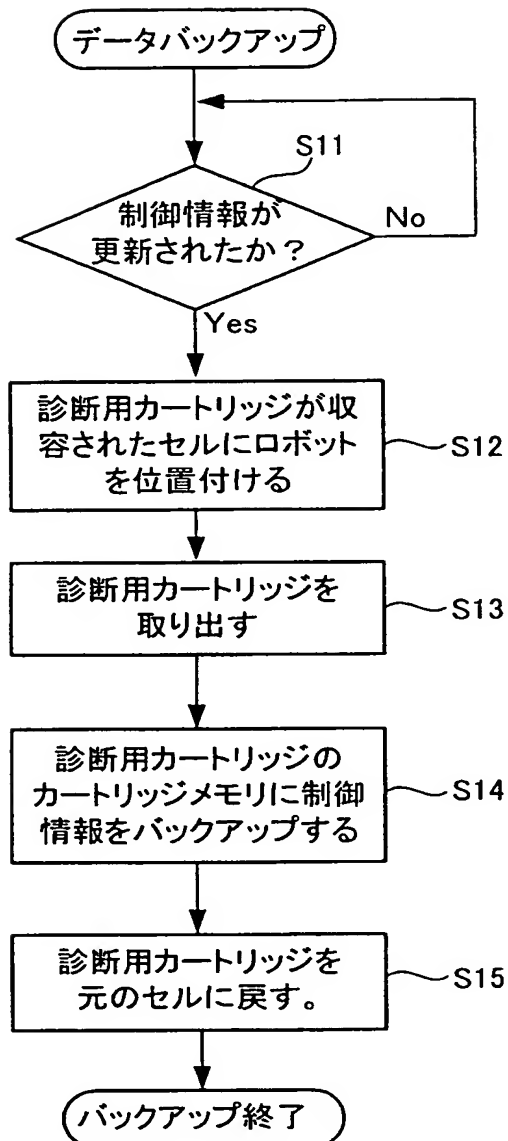 データバックアップ
S11
制御情報が
更新されたか？
No
Yes
診断用カートリッジが収
容されたセルにロボット
を位置付ける
S12
診断用カートリッジを
取り出す
S13
診断用カートリッジの
カートリッジメモリに制御
情報をバックアップする
S14
診断用カートリッジを
元のセルに戻す。
S15
バックアップ終了